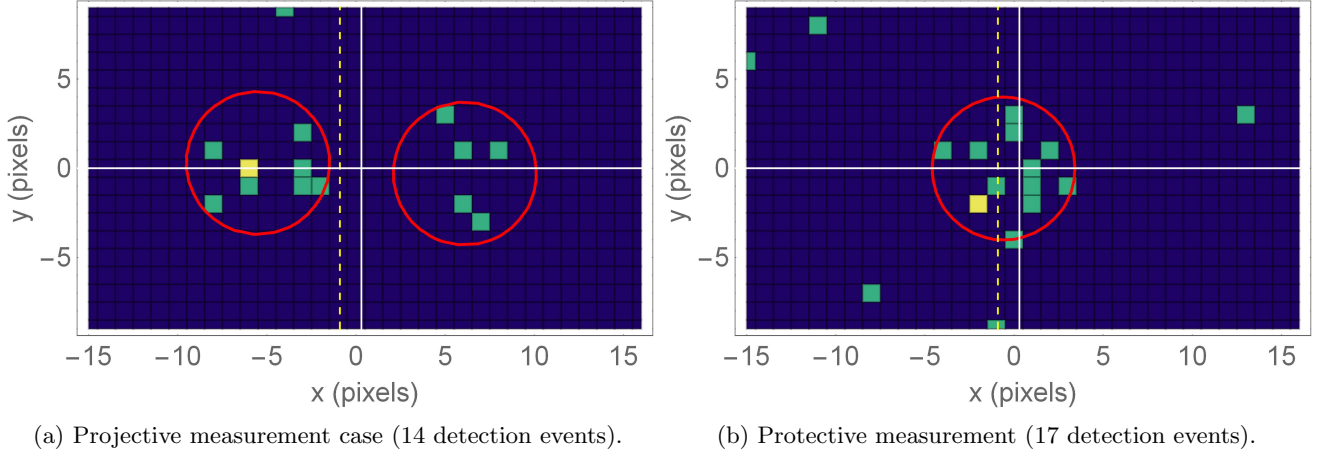 5
0
−5
y (pixels)
−15 −10 −5 0 5 10 15
x (pixels)
(a) Projective measurement case (14 detection events).
5
0
−5
y (pixels)
−15 −10 −5 0 5 10 15
x (pixels)
(b) Protective measurement (17 detection events).